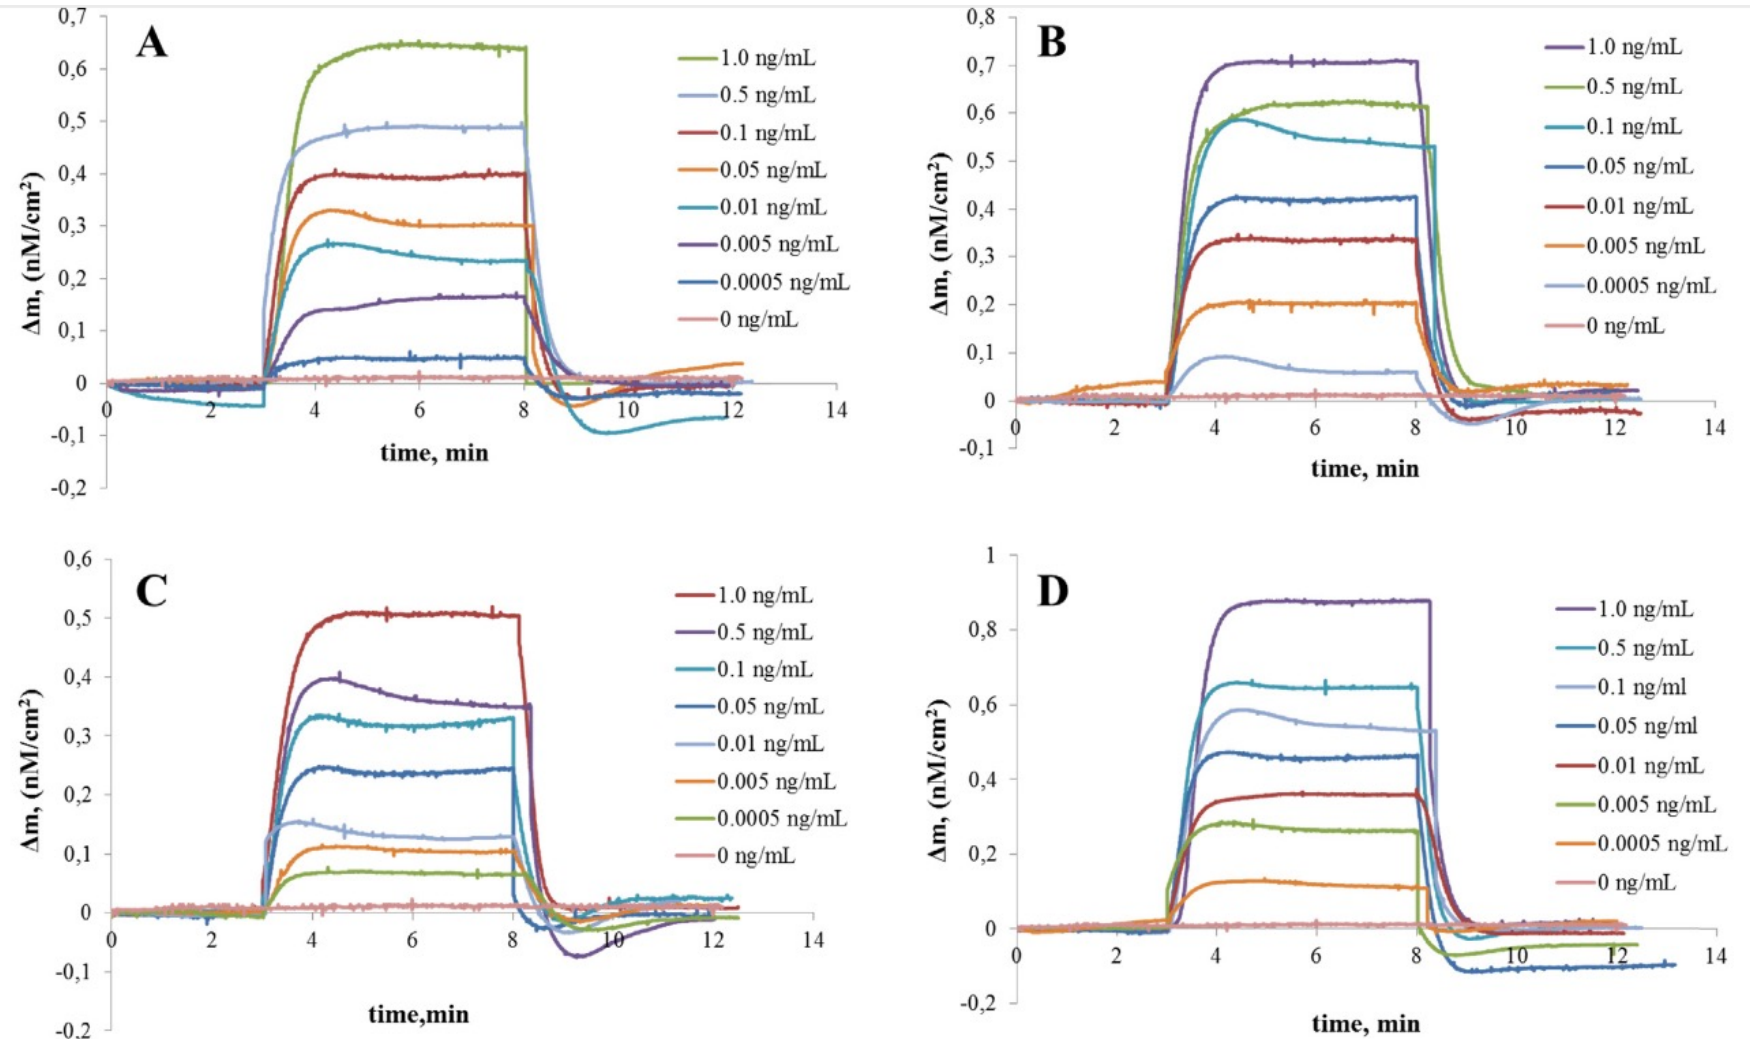 A
0,7
0,6
0,5
0,4
0,3
0,2
0,1
0
-0,1
-0,2
0 2 4 6 8 10 12 14
Δm, (nM/cm²)
time, min
1.0 ng/mL
0.5 ng/mL
0.1 ng/mL
0.05 ng/mL
0.01 ng/mL
0.005 ng/mL
0.0005 ng/mL
0 ng/mL
B
0,8
0,7
0,6
0,5
0,4
0,3
0,2
0,1
0
-0,1
0 2 4 6 8 10 12 14
Δm, (nM/cm²)
time, min
1.0 ng/mL
0.5 ng/mL
0.1 ng/mL
0.05 ng/mL
0.01 ng/mL
0.005 ng/mL
0.0005 ng/mL
0 ng/mL
C
0,6
0,5
0,4
0,3
0,2
0,1
0
-0,1
-0,2
0 2 4 6 8 10 12 14
Δm, (nM/cm²)
time,min
1.0 ng/mL
0.5 ng/mL
0.1 ng/mL
0.05 ng/mL
0.01 ng/mL
0.005 ng/mL
0.0005 ng/mL
0 ng/mL
D
1
0,8
0,6
0,4
0,2
0
-0,2
0 2 4 6 8 10 12 14
Δm, (nM/cm²)
time, min
1.0 ng/mL
0.5 ng/mL
0.1 ng/ml
0.05 ng/ml
0.01 ng/mL
0.005 ng/mL
0.0005 ng/mL
0 ng/mL